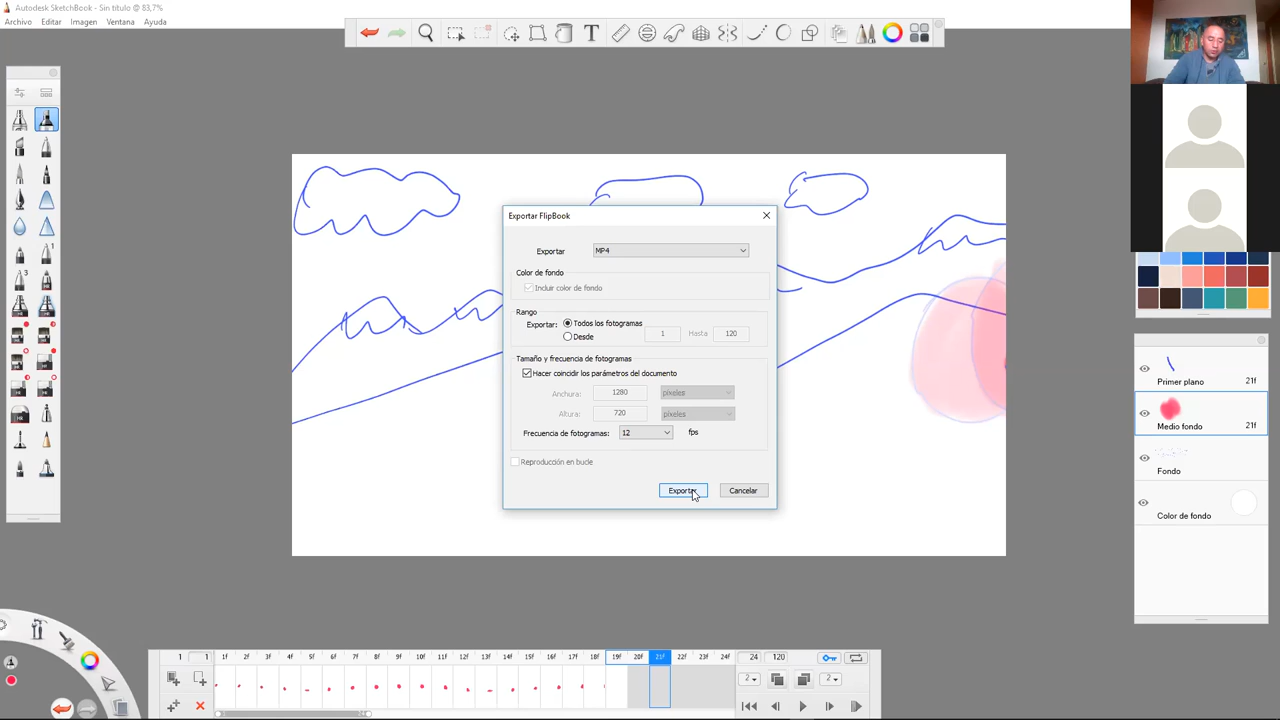 Autodesk SketchBook - Sin título @ 83,7%
Archivo Editar Imagen Ventana Ayuda
Exportar FlipBook
Exportar MP4
Color de fondo
Incluir color de fondo
Rango
Exportar: Todos los fotogramas 1 Hasta 120
Desde
Tamaño y frecuencia de fotogramas
Hacer coincidir los parámetros del documento
Anchura: 1280 píxeles
Altura: 720 píxeles
Frecuencia de fotogramas: 12 fps
Reproducción en bucle
Exportar Cancelar
Primer plano 21f
Medio fondo 21f
Fondo
Color de fondo
1 1 1f 2f 3f 4f 5f 6f 7f 8f 9f 10f 11f 12f 13f 14f 15f 16f 17f 18f 19f 20f 21f 22f 23f 24f 24 120
2 2